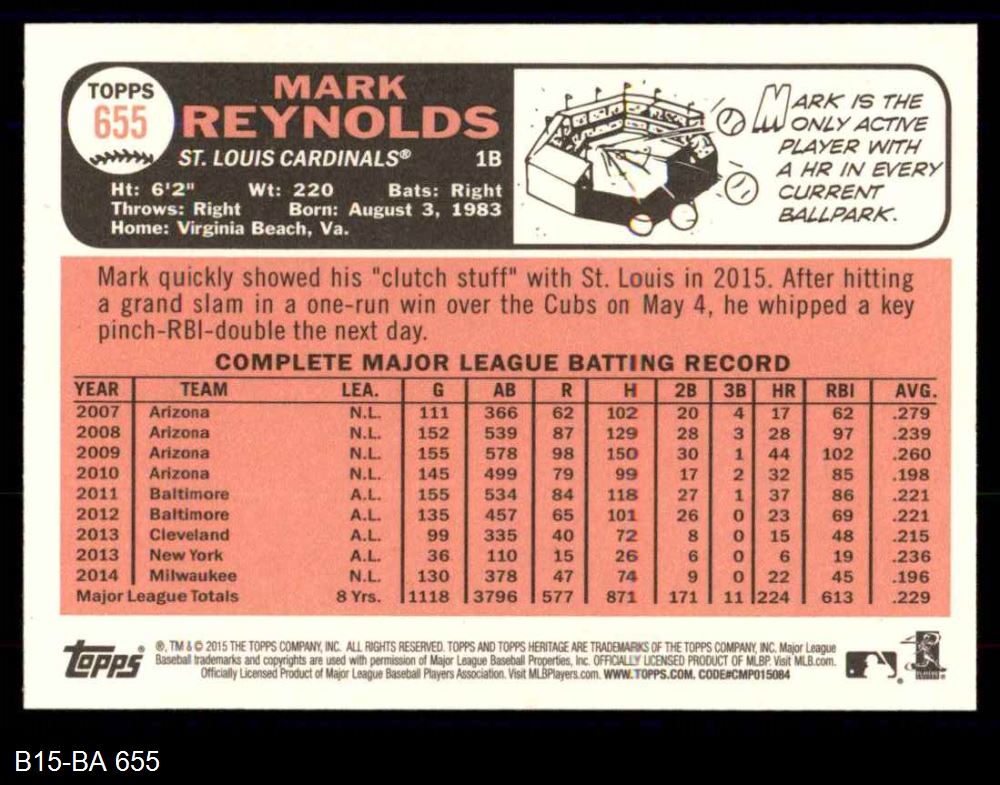 TOPPS
655
MARK
REYNOLDS
ST. LOUIS CARDINALS® 1B
Ht: 6'2" Wt: 220 Bats: Right
Throws: Right Born: August 3, 1983
Home: Virginia Beach, Va.
MARK IS THE
ONLY ACTIVE
PLAYER WITH
A HR IN EVERY
CURRENT
BALLPARK.
Mark quickly showed his "clutch stuff" with St. Louis in 2015. After hitting
a grand slam in a one-run win over the Cubs on May 4, he whipped a key
pinch-RBI-double the next day.
COMPLETE MAJOR LEAGUE BATTING RECORD
YEAR TEAM LEA. G AB R H 2B 3B HR RBI AVG.
2007 Arizona N.L. 111 366 62 102 20 4 17 62 .279
2008 Arizona N.L. 152 539 87 129 28 3 28 97 .239
2009 Arizona N.L. 155 578 98 150 30 1 44 102 .260
2010 Arizona N.L. 145 499 79 99 17 2 32 85 .198
2011 Baltimore A.L. 155 534 84 118 27 1 37 86 .221
2012 Baltimore A.L. 135 457 65 101 26 0 23 69 .221
2013 Cleveland A.L. 99 335 40 72 8 0 15 48 .215
2013 New York A.L. 36 110 15 26 6 0 6 19 .236
2014 Milwaukee N.L. 130 378 47 74 9 0 22 45 .196
Major League Totals 8 Yrs. 1118 3796 577 871 171 11 224 613 .229
topps®
®, TM & © 2015 THE TOPPS COMPANY, INC. ALL RIGHTS RESERVED. TOPPS AND TOPPS HERITAGE ARE TRADEMARKS OF THE TOPPS COMPANY, INC. Major League
Baseball trademarks and copyrights are used with permission of Major League Baseball Properties, Inc. OFFICIALLY LICENSED PRODUCT OF MLBP. Visit MLB.com.
Officially Licensed Product of Major League Baseball Players Association. Visit MLBPlayers.com. WWW.TOPPS.COM. CODE#CMP015084
B15-BA 655